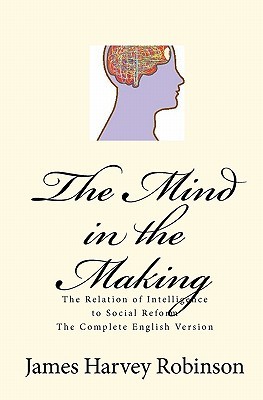 The Mind
in the
Making
The Relation of Intelligence
to Social Reform
The Complete English Version
James Harvey Robinson